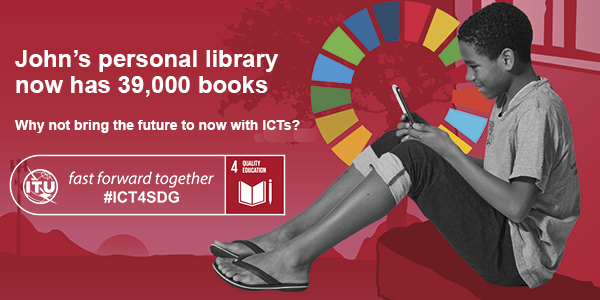 John's personal library
now has 39,000 books
Why not bring the future to now with ICTs?
ITU
fast forward together
#ICT4SDG
4 QUALITY
EDUCATION